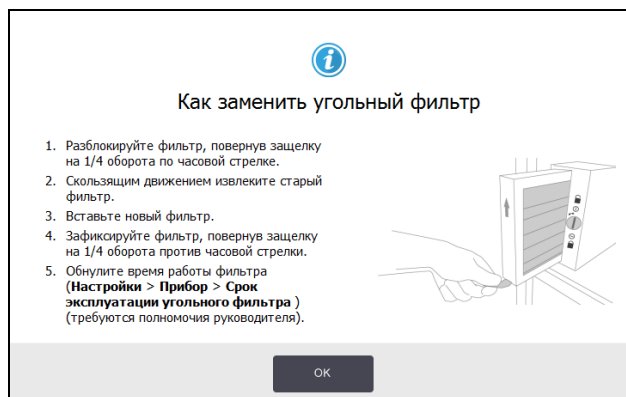 Как заменить угольный фильтр
1. Разблокируйте фильтр, повернув защелку
на 1/4 оборота по часовой стрелке.
2. Скользящим движением извлеките старый
фильтр.
3. Вставьте новый фильтр.
4. Зафиксируйте фильтр, повернув защелку
на 1/4 оборота против часовой стрелки.
5. Обнулите время работы фильтра
(Настройки > Прибор > Срок
эксплуатации угольного фильтра )
(требуются полномочия руководителя).
ОК